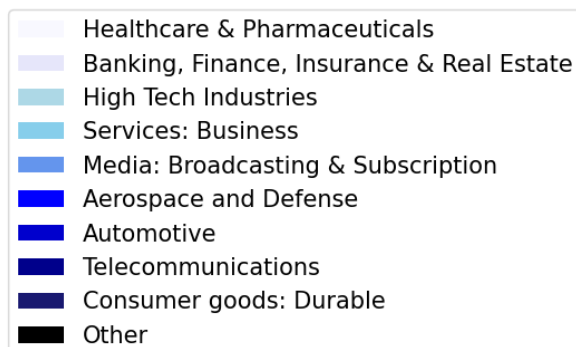 Healthcare & Pharmaceuticals
Banking, Finance, Insurance & Real Estate
High Tech Industries
Services: Business
Media: Broadcasting & Subscription
Aerospace and Defense
Automotive
Telecommunications
Consumer goods: Durable
Other